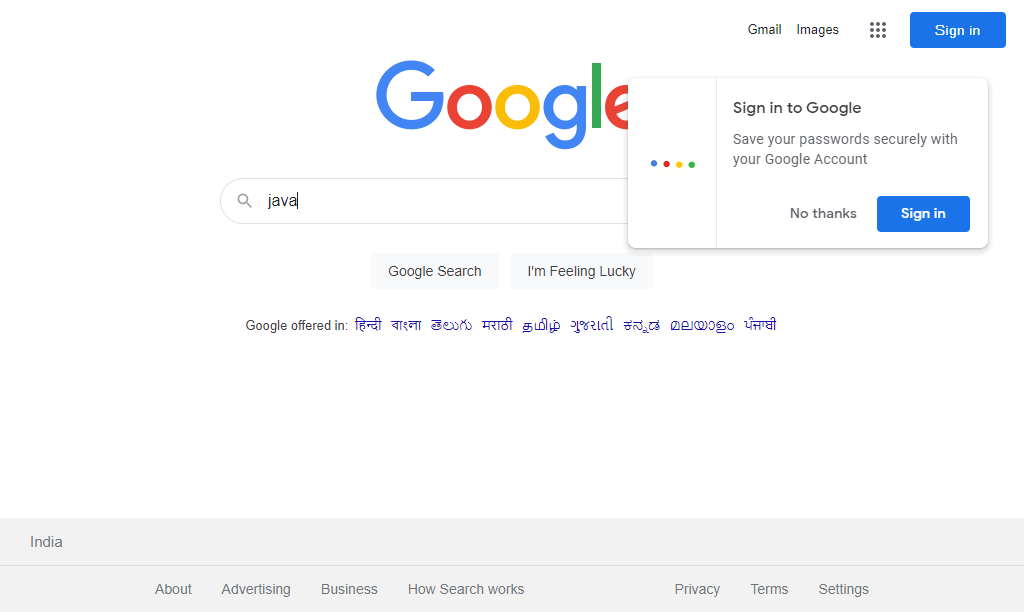 Gmail Images Sign in
Google
Sign in to Google
Save your passwords securely with
your Google Account
No thanks Sign in
java
Google Search I'm Feeling Lucky
Google offered in: हिन्दी বাংলা తెలుగు मराठी தமிழ் ગુજરાતી ಕನ್ನಡ മലയാളം ਪੰਜਾਬੀ
India
About Advertising Business How Search works Privacy Terms Settings